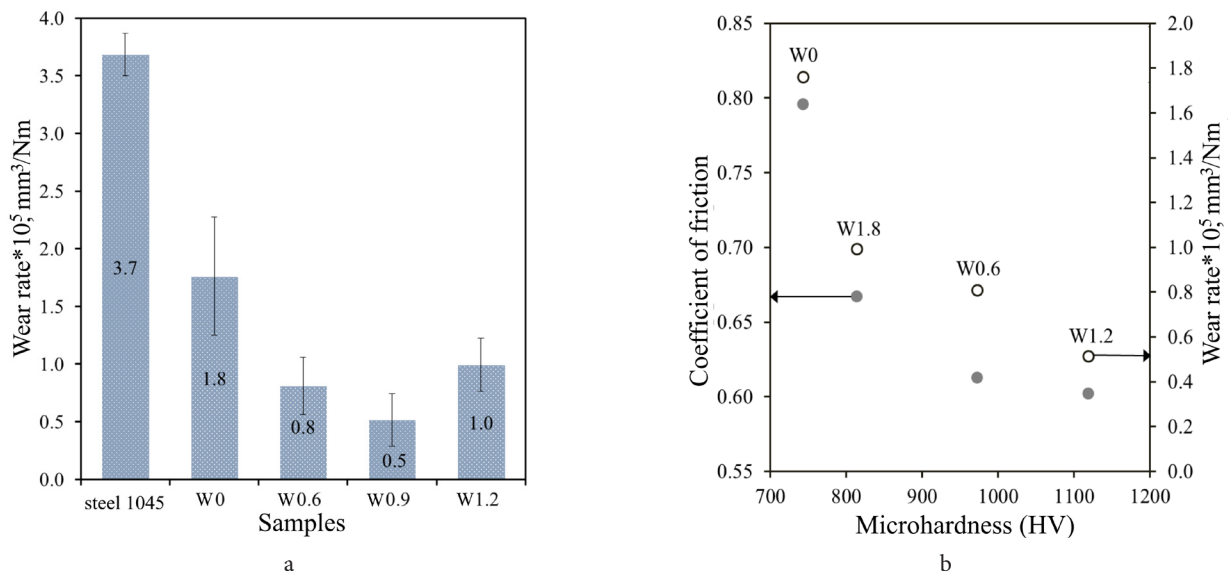 Wear rate*10⁵, mm³/Nm
4.0
3.5
3.0
2.5
2.0
1.5
1.0
0.5
0.0
3.7
1.8
0.8
0.5
1.0
steel 1045 W0 W0.6 W0.9 W1.2
Samples
a
Coefficient of friction
0.85
0.80
0.75
0.70
0.65
0.60
0.55
W0
W1.8
W0.6
W1.2
2.0
1.8
1.6
1.4
1.2
1.0
0.8
0.6
0.4
0.2
0.0
Wear rate*10⁵, mm³/Nm
700 800 900 1000 1100 1200
Microhardness (HV)
b